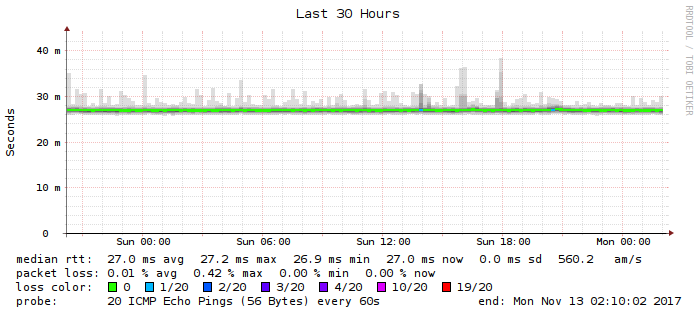 Last 30 Hours
RRDTOOL / TOBI OETIKER
Seconds
40 m
30 m
20 m
10 m
0
Sun 00:00 Sun 06:00 Sun 12:00 Sun 18:00 Mon 00:00
median rtt: 27.0 ms avg 27.2 ms max 26.9 ms min 27.0 ms now 0.0 ms sd 560.2 am/s
packet loss: 0.01 % avg 0.42 % max 0.00 % min 0.00 % now
loss color: 0 1/20 2/20 3/20 4/20 10/20 19/20
probe: 20 ICMP Echo Pings (56 Bytes) every 60s end: Mon Nov 13 02:10:02 2017